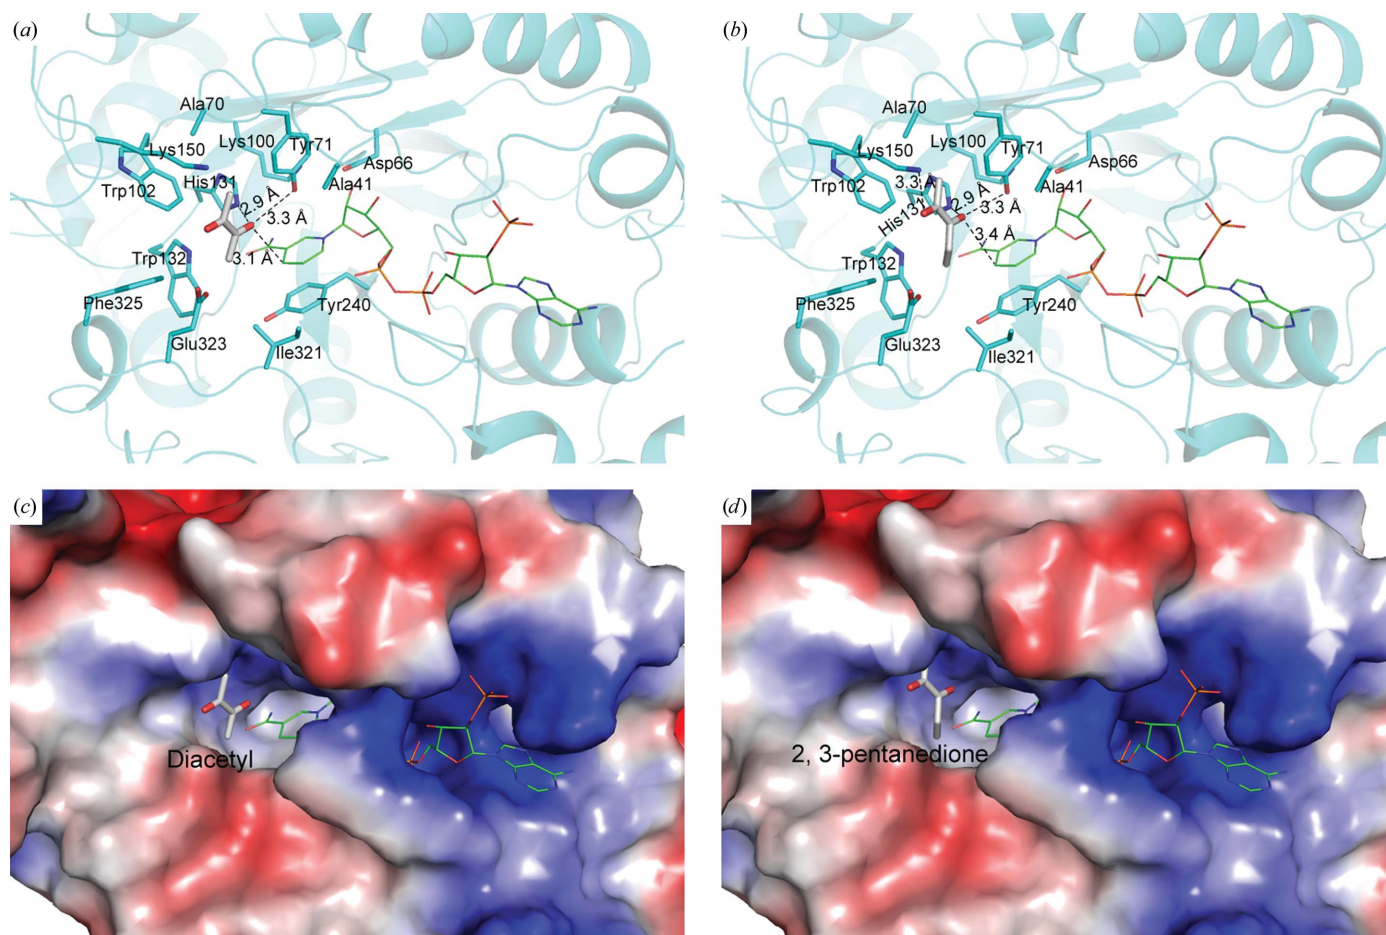 (a)
Ala70
Lys100
Tyr71
Lys150
Asp66
Trp102
His131
Ala41
2.9 Å
3.3 Å
3.1 Å
Trp132
Phe325
Tyr240
Glu323
Ile321
(b)
Ala70
Lys100
Tyr71
Lys150
Asp66
Trp102
3.3 Å
Ala41
2.9 Å
3.3 Å
His131
3.4 Å
Trp132
Phe325
Tyr240
Glu323
Ile321
(c)
Diacetyl
(d)
2, 3-pentanedione